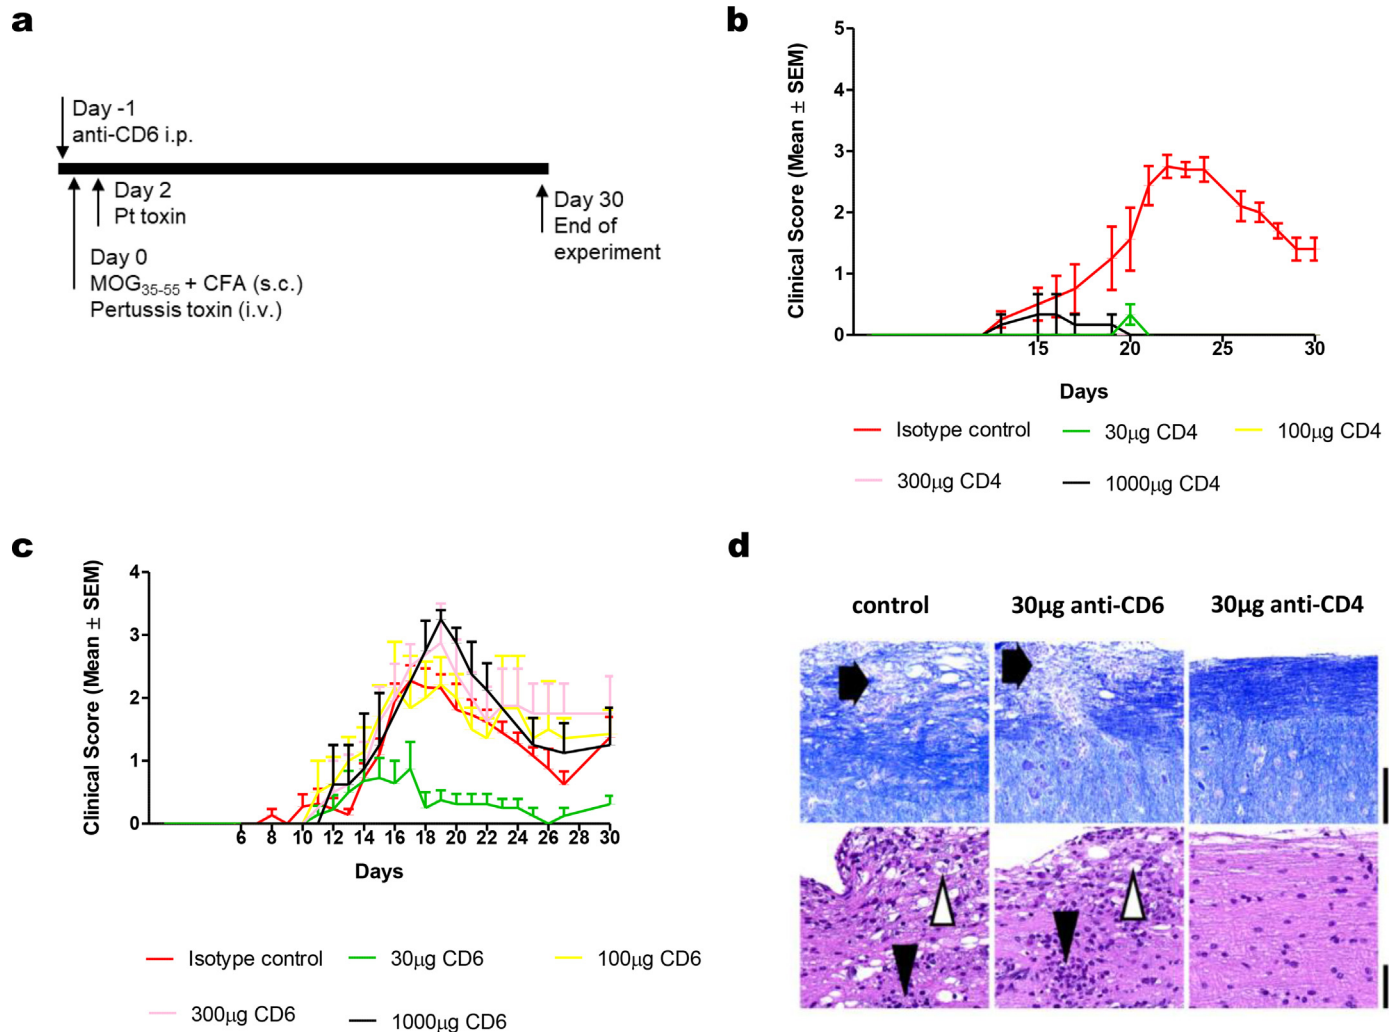 a
Day -1
anti-CD6 i.p.
Day 2
Pt toxin
Day 0
MOG35-55 + CFA (s.c.)
Pertussis toxin (i.v.)
Day 30
End of
experiment
b
Clinical Score (Mean ± SEM)
5
4
3
2
1
0
15 20 25 30
Days
Isotype control 30μg CD4 100μg CD4
300μg CD4 1000μg CD4
c
Clinical Score (Mean ± SEM)
4
3
2
1
0
6 8 10 12 14 16 18 20 22 24 26 28 30
Days
Isotype control 30μg CD6 100μg CD6
300μg CD6 1000μg CD6
d
control 30μg anti-CD6 30μg anti-CD4